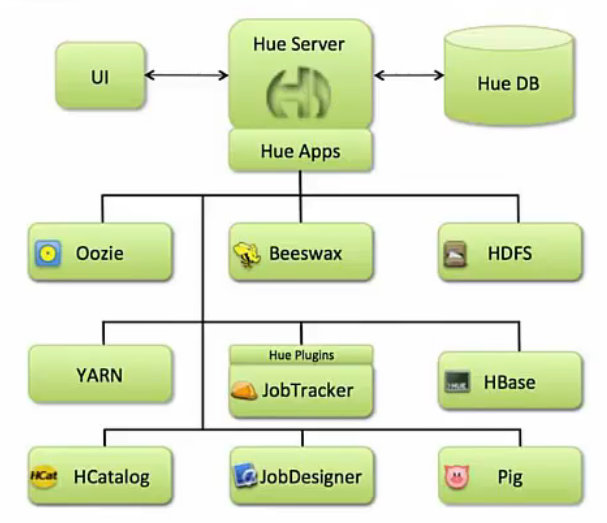 UI
Hue Server
Hue DB
Hue Apps
Oozie
Beeswax
HDFS
YARN
Hue Plugins
JobTracker
HUE
HBase
HCat
HCatalog
JobDesigner
Pig